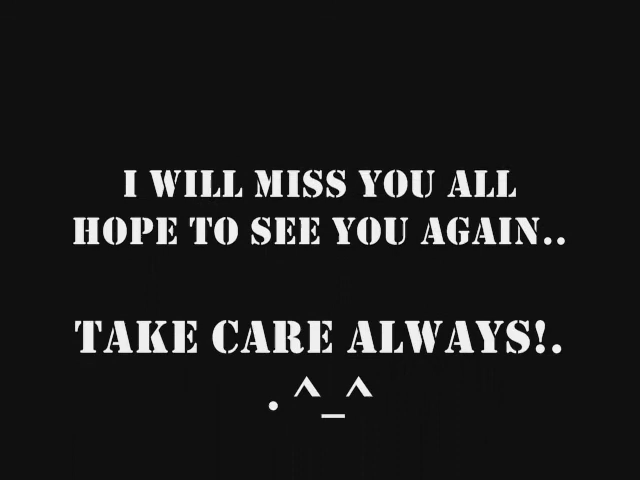 I WILL MISS YOU ALL
HOPE TO SEE YOU AGAIN..
TAKE CARE ALWAYS!.
. ^_^